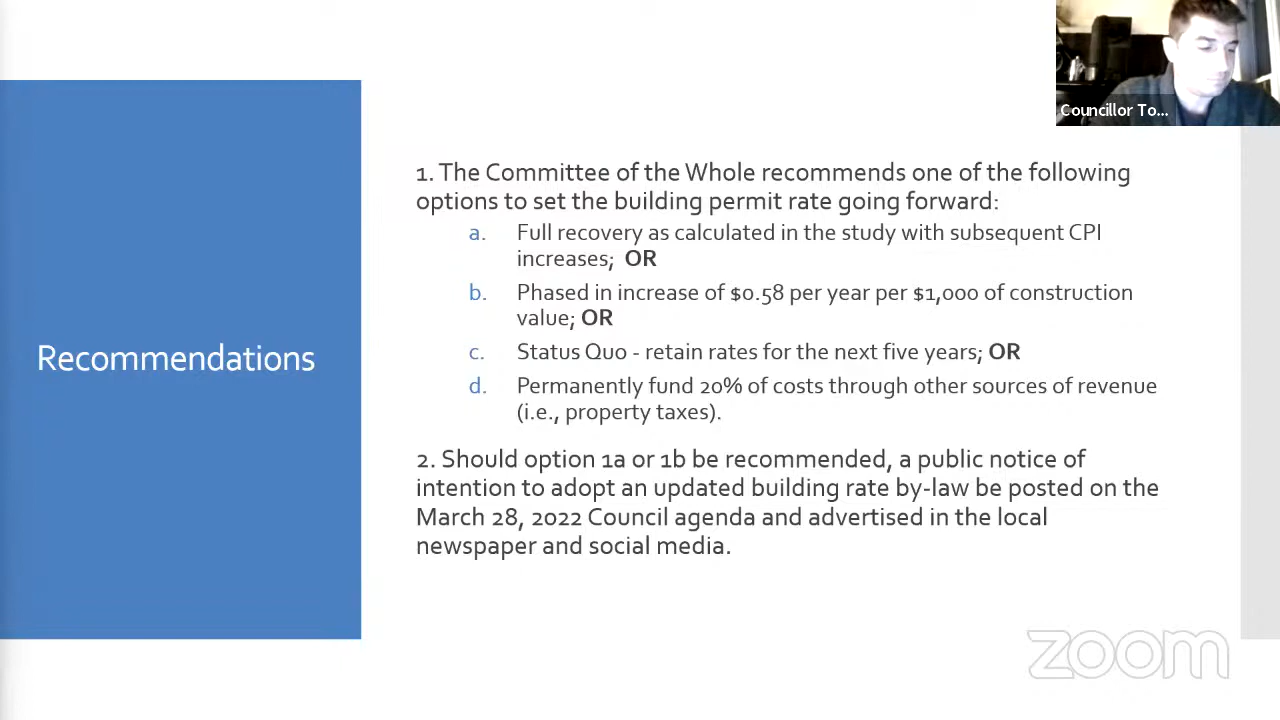 Councillor To...
1. The Committee of the Whole recommends one of the following
options to set the building permit rate going forward:
a. Full recovery as calculated in the study with subsequent CPI
increases; OR
b. Phased in increase of $0.58 per year per $1,000 of construction
value; OR
c. Status Quo - retain rates for the next five years; OR
Recommendations
d. Permanently fund 20% of costs through other sources of revenue
(i.e., property taxes).
2. Should option 1a or 1b be recommended, a public notice of
intention to adopt an updated building rate by-law be posted on the
March 28, 2022 Council agenda and advertised in the local
newspaper and social media.
zoom